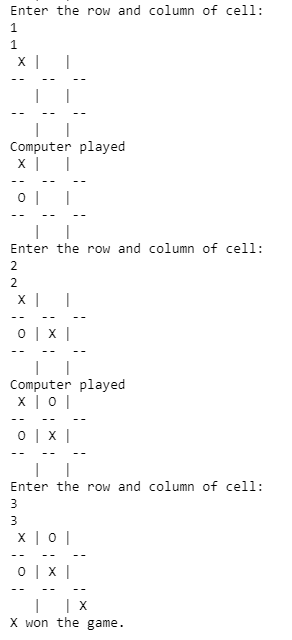 Enter the row and column of cell:
1
1
 X |   |
--  --  --
   |   |
--  --  --
   |   |
Computer played
 X |   |
--  --  --
 O |   |
--  --  --
   |   |
Enter the row and column of cell:
2
2
 X |   |
--  --  --
 O | X |
--  --  --
   |   |
Computer played
 X | O |
--  --  --
 O | X |
--  --  --
   |   |
Enter the row and column of cell:
3
3
 X | O |
--  --  --
 O | X |
--  --  --
   |   | X
X won the game.